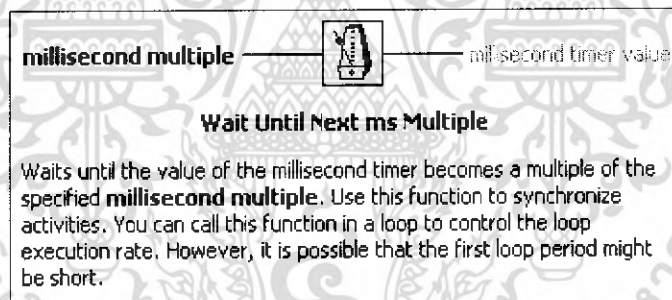 millisecond multiple millisecond timer value
Wait Until Next ms Multiple
Waits until the value of the millisecond timer becomes a multiple of the
specified millisecond multiple. Use this function to synchronize
activities. You can call this function in a loop to control the loop
execution rate. However, it is possible that the first loop period might
be short.